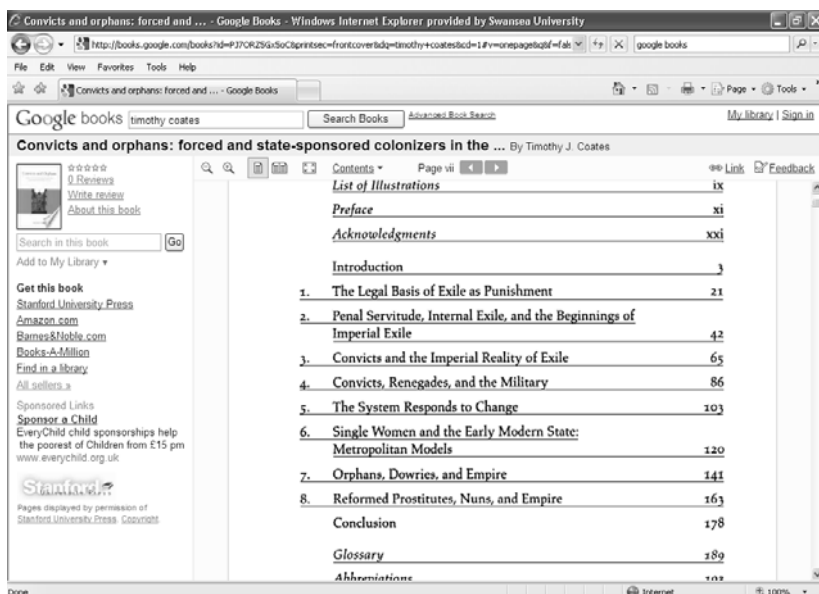 Convicts and orphans: forced and ... - Google Books - Windows Internet Explorer provided by Swansea University
google books
File Edit View Favorites Tools Help
Convicts and orphans: forced and ... - Google Books
Page Tools
Google books timothy coates Search Books Advanced Book Search My library | Sign in
Convicts and orphans: forced and state-sponsored colonizers in the ... By Timothy J. Coates
0 Reviews
Write review
About this book
Search in this book Go
Add to My Library
Get this book
Stanford University Press
Amazon.com
Barnes&Noble.com
Books-A-Million
Find in a library
All sellers »
Sponsored Links
Sponsor a Child
EveryChild child sponsorships help
the poorest of Children from £15 pm
www.everychild.org.uk
Stanford
Pages displayed by permission of
Stanford University Press. Copyright
Contents Page vii Link Feedback
List of Illustrations ix
Preface xi
Acknowledgments xxi
Introduction 3
1. The Legal Basis of Exile as Punishment 21
2. Penal Servitude, Internal Exile, and the Beginnings of
Imperial Exile 42
3. Convicts and the Imperial Reality of Exile 65
4. Convicts, Renegades, and the Military 86
5. The System Responds to Change 103
6. Single Women and the Early Modern State:
Metropolitan Models 120
7. Orphans, Dowries, and Empire 141
8. Reformed Prostitutes, Nuns, and Empire 163
Conclusion 178
Glossary 189
Abbreviations
Done Internet 100%